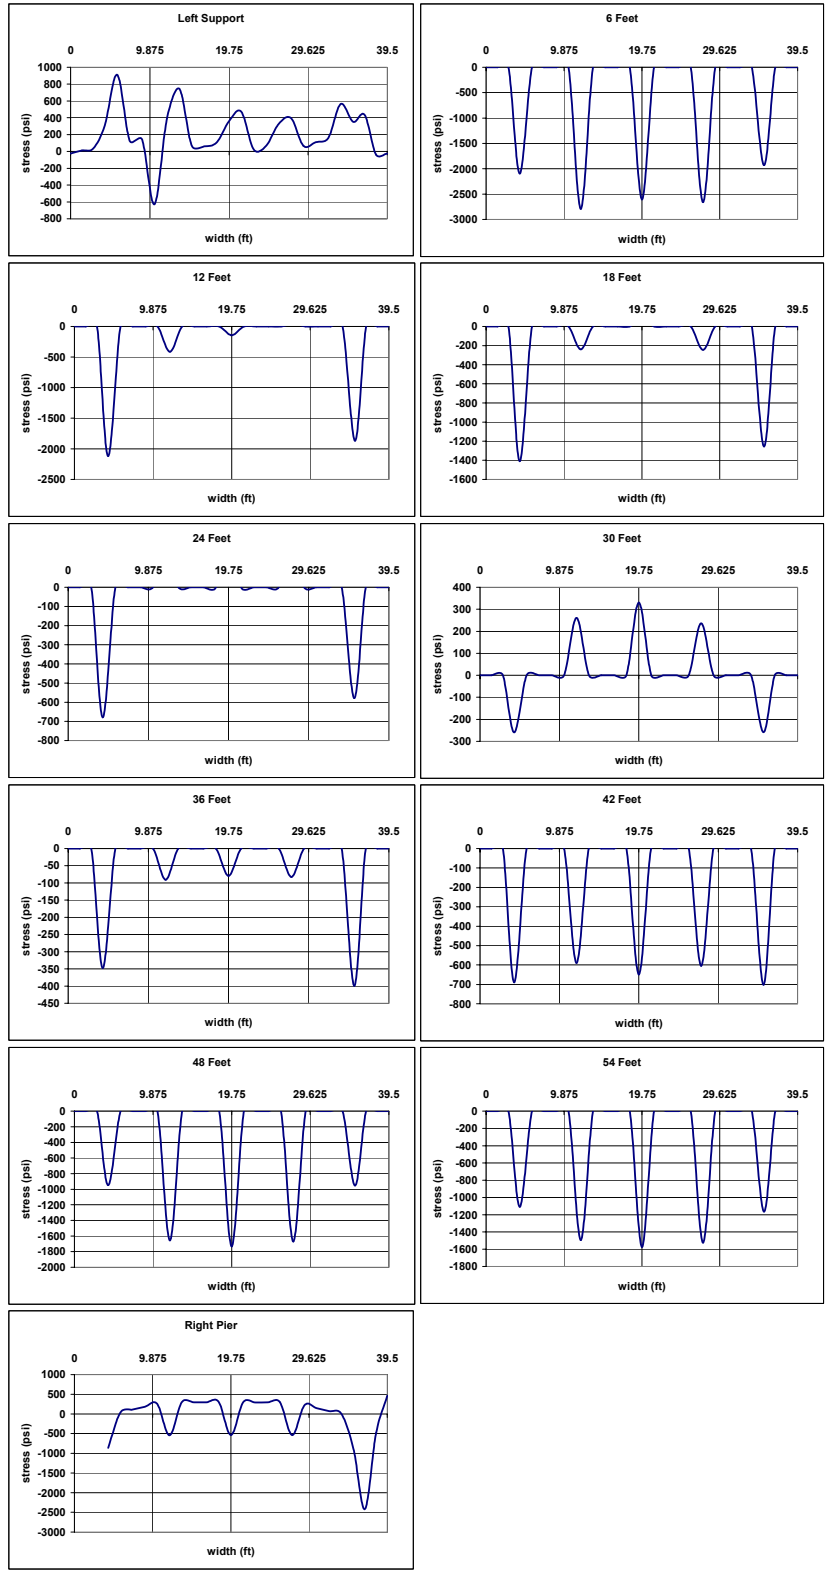 Left Support
0 9.875 19.75 29.625 39.5
1000
800
600
400
200
0
-200
-400
-600
-800
stress (psi)
width (ft)
6 Feet
0 9.875 19.75 29.625 39.5
0
-500
-1000
-1500
-2000
-2500
-3000
stress (psi)
width (ft)
12 Feet
0 9.875 19.75 29.625 39.5
0
-500
-1000
-1500
-2000
-2500
stress (psi)
width (ft)
18 Feet
0 9.875 19.75 29.625 39.5
0
-200
-400
-600
-800
-1000
-1200
-1400
-1600
stress (psi)
width (ft)
24 Feet
0 9.875 19.75 29.625 39.5
0
-100
-200
-300
-400
-500
-600
-700
-800
stress (psi)
width (ft)
30 Feet
0 9.875 19.75 29.625 39.5
400
300
200
100
0
-100
-200
-300
stress (psi)
width (ft)
36 Feet
0 9.875 19.75 29.625 39.5
0
-50
-100
-150
-200
-250
-300
-350
-400
-450
stress (psi)
width (ft)
42 Feet
0 9.875 19.75 29.625 39.5
0
-100
-200
-300
-400
-500
-600
-700
-800
stress (psi)
width (ft)
48 Feet
0 9.875 19.75 29.625 39.5
0
-200
-400
-600
-800
-1000
-1200
-1400
-1600
-1800
-2000
stress (psi)
width (ft)
54 Feet
0 9.875 19.75 29.625 39.5
0
-200
-400
-600
-800
-1000
-1200
-1400
-1600
-1800
stress (psi)
width (ft)
Right Pier
0 9.875 19.75 29.625 39.5
1000
500
0
-500
-1000
-1500
-2000
-2500
-3000
stress (psi)
width (ft)